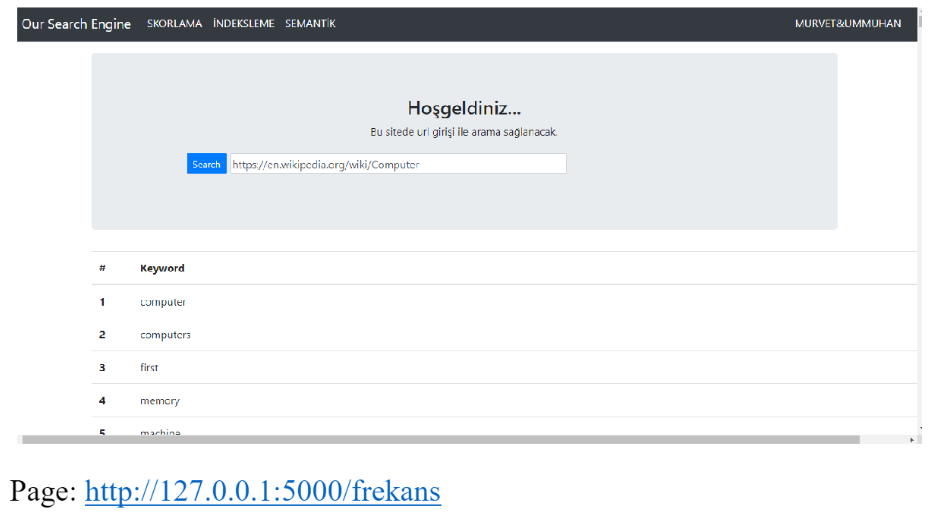 Our Search Engine SKORLAMA İNDEKSLEME SEMANTİK MURVET&UMMUHAN
Hoşgeldiniz...
Bu sitede url girişi ile arama sağlanacak.
Search https://en.wikipedia.org/wiki/Computer
# Keyword
1 computer
2 computers
3 first
4 memory
5 machine
Page: http://127.0.0.1:5000/frekans